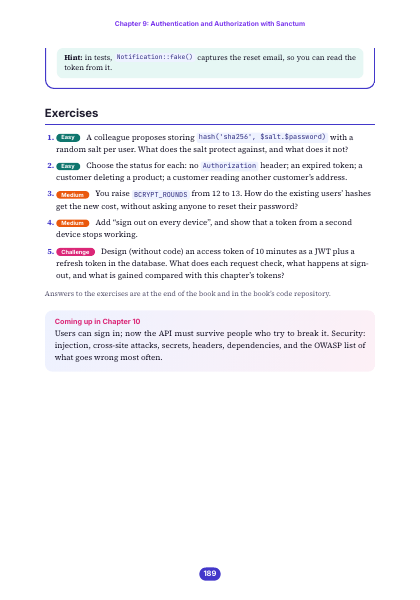 Chapter 9: Authentication and Authorization with Sanctum
Hint: in tests, Notification::fake() captures the reset email, so you can read the
token from it.
Exercises
1. Easy A colleague proposes storing hash('sha256', $salt.$password) with a
random salt per user. What does the salt protect against, and what does it not?
2. Easy Choose the status for each: no Authorization header; an expired token; a
customer deleting a product; a customer reading another customer's address.
3. Medium You raise BCRYPT_ROUNDS from 12 to 13. How do the existing users' hashes
get the new cost, without asking anyone to reset their password?
4. Medium Add “sign out on every device”, and show that a token from a second
device stops working.
5. Challenge Design (without code) an access token of 10 minutes as a JWT plus a
refresh token in the database. What does each request check, what happens at sign-
out, and what is gained compared with this chapter's tokens?
Answers to the exercises are at the end of the book and in the book's code repository.
Coming up in Chapter 10
Users can sign in; now the API must survive people who try to break it. Security:
injection, cross-site attacks, secrets, headers, dependencies, and the OWASP list of
what goes wrong most often.
189